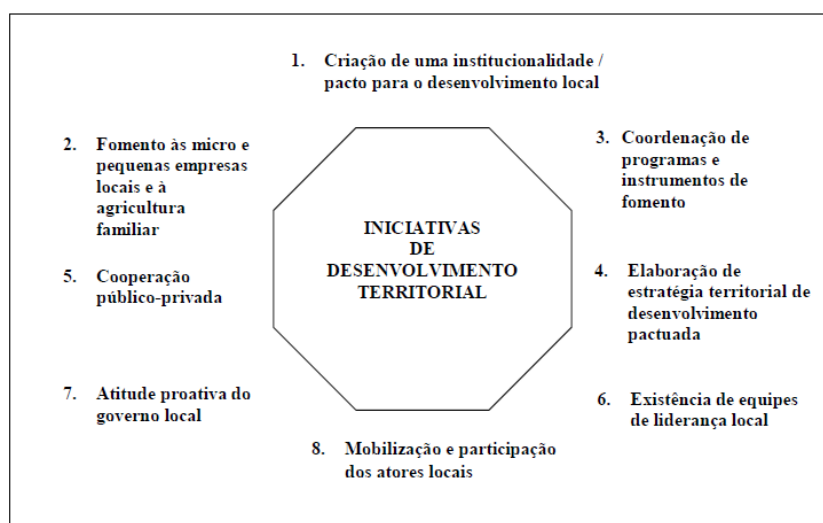 1. Criação de uma institucionalidade /
pacto para o desenvolvimento local
2. Fomento às micro e
pequenas empresas
locais e à
agricultura
familiar
3. Coordenação de
programas e
instrumentos de
fomento
INICIATIVAS
DE
DESENVOLVIMENTO
TERRITORIAL
5. Cooperação
público-privada
4. Elaboração de
estratégia territorial de
desenvolvimento
pactuada
7. Atitude proativa do
governo local
6. Existência de equipes
de liderança local
8. Mobilização e participação
dos atores locais